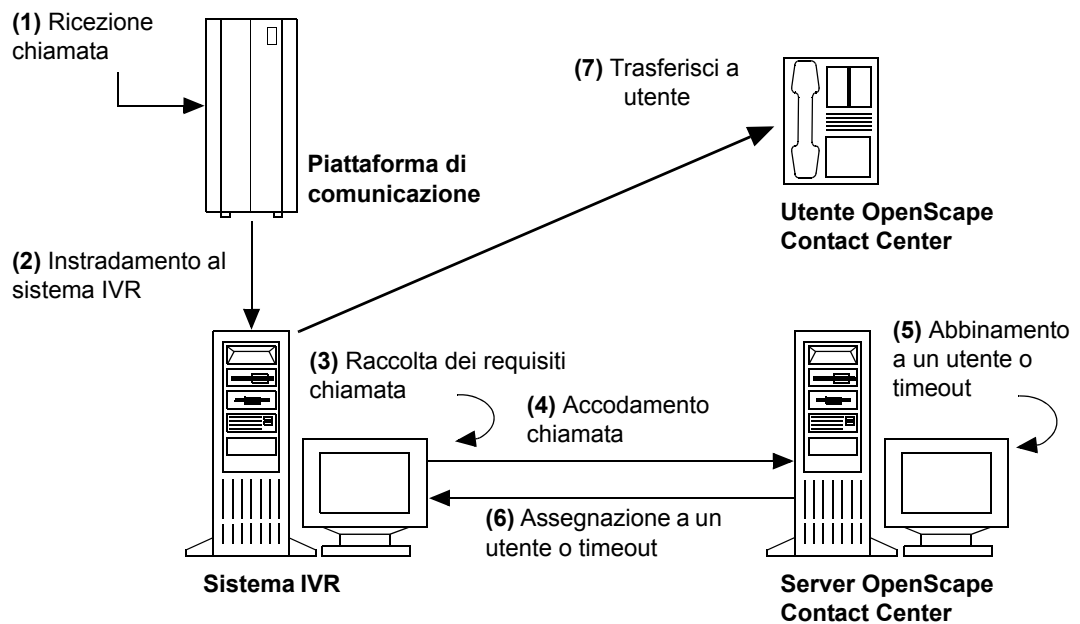 (1) Ricezione
chiamata
(7) Trasferisci a
utente
Piattaforma di
comunicazione
Utente OpenScape
Contact Center
(2) Instradamento al
sistema IVR
(3) Raccolta dei requisiti
chiamata
(4) Accodamento
chiamata
(5) Abbinamento
a un utente o
timeout
(6) Assegnazione a un
utente o timeout
Sistema IVR
Server OpenScape
Contact Center